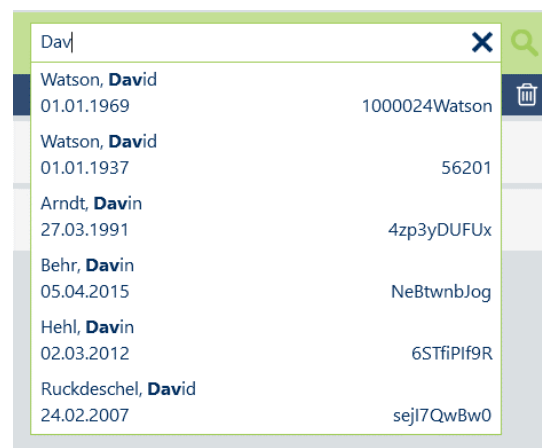 Dav
Watson, David
01.01.1969 1000024Watson
Watson, David
01.01.1937 56201
Arndt, Davin
27.03.1991 4zp3yDUFUx
Behr, Davin
05.04.2015 NeBtwnbJog
Hehl, Davin
02.03.2012 6STfiPIf9R
Ruckdeschel, David
24.02.2007 sejI7QwBw0